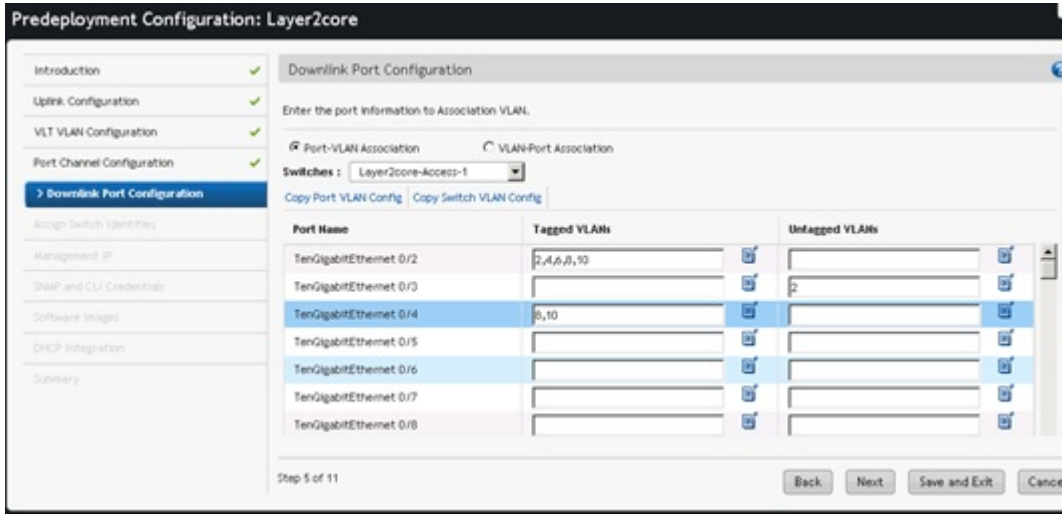 Predeployment Configuration: Layer2core
Introduction
Uplink Configuration
VLT VLAN Configuration
Port Channel Configuration
> Downlink Port Configuration
Assign Switch Identities
Management IP
SNMP and CLI Credentials
Software Images
DHCP Integration
Summary
Downlink Port Configuration
Enter the port information to Association VLAN.
Port-VLAN Association VLAN-Port Association
Switches : Layer2core-Access-1
Copy Port VLAN Config Copy Switch VLAN Config
Port Name Tagged VLANs Untagged VLANs
TenGigabitEthernet 0/2 2,4,6,8,10
TenGigabitEthernet 0/3 2
TenGigabitEthernet 0/4 8,10
TenGigabitEthernet 0/5
TenGigabitEthernet 0/6
TenGigabitEthernet 0/7
TenGigabitEthernet 0/8
Step 5 of 11
Back Next Save and Exit Cance